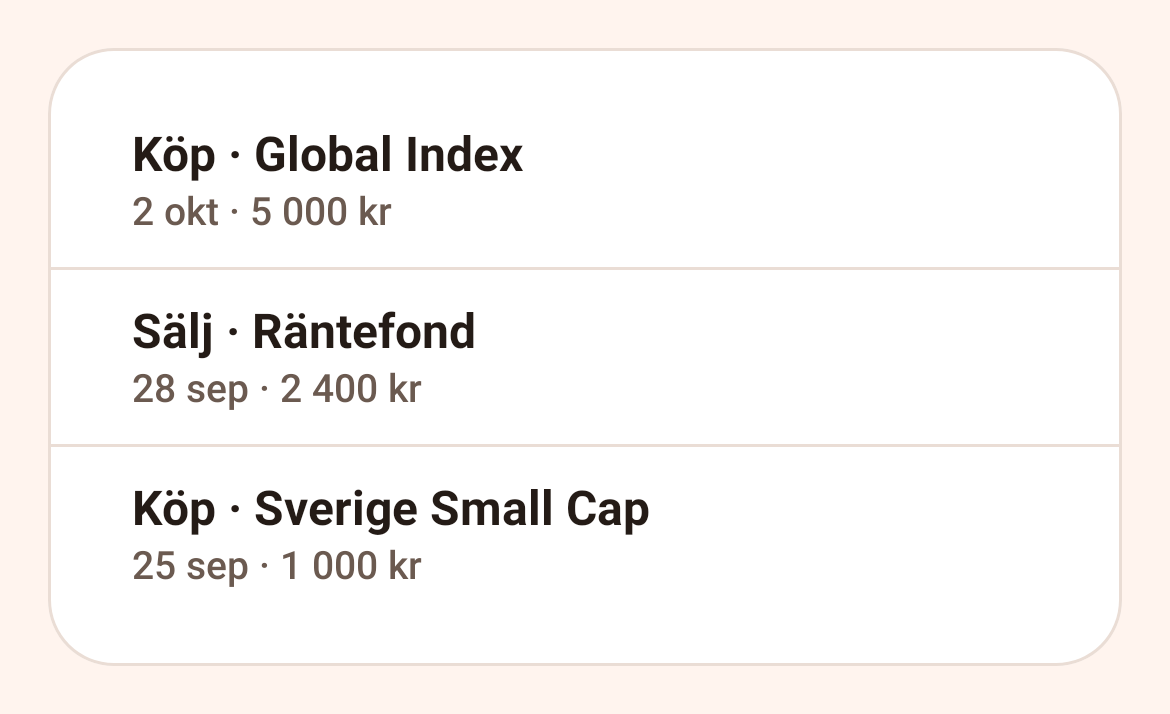 Köp · Global Index
2 okt · 5 000 kr
Sälj · Räntefond
28 sep · 2 400 kr
Köp · Sverige Small Cap
25 sep · 1 000 kr